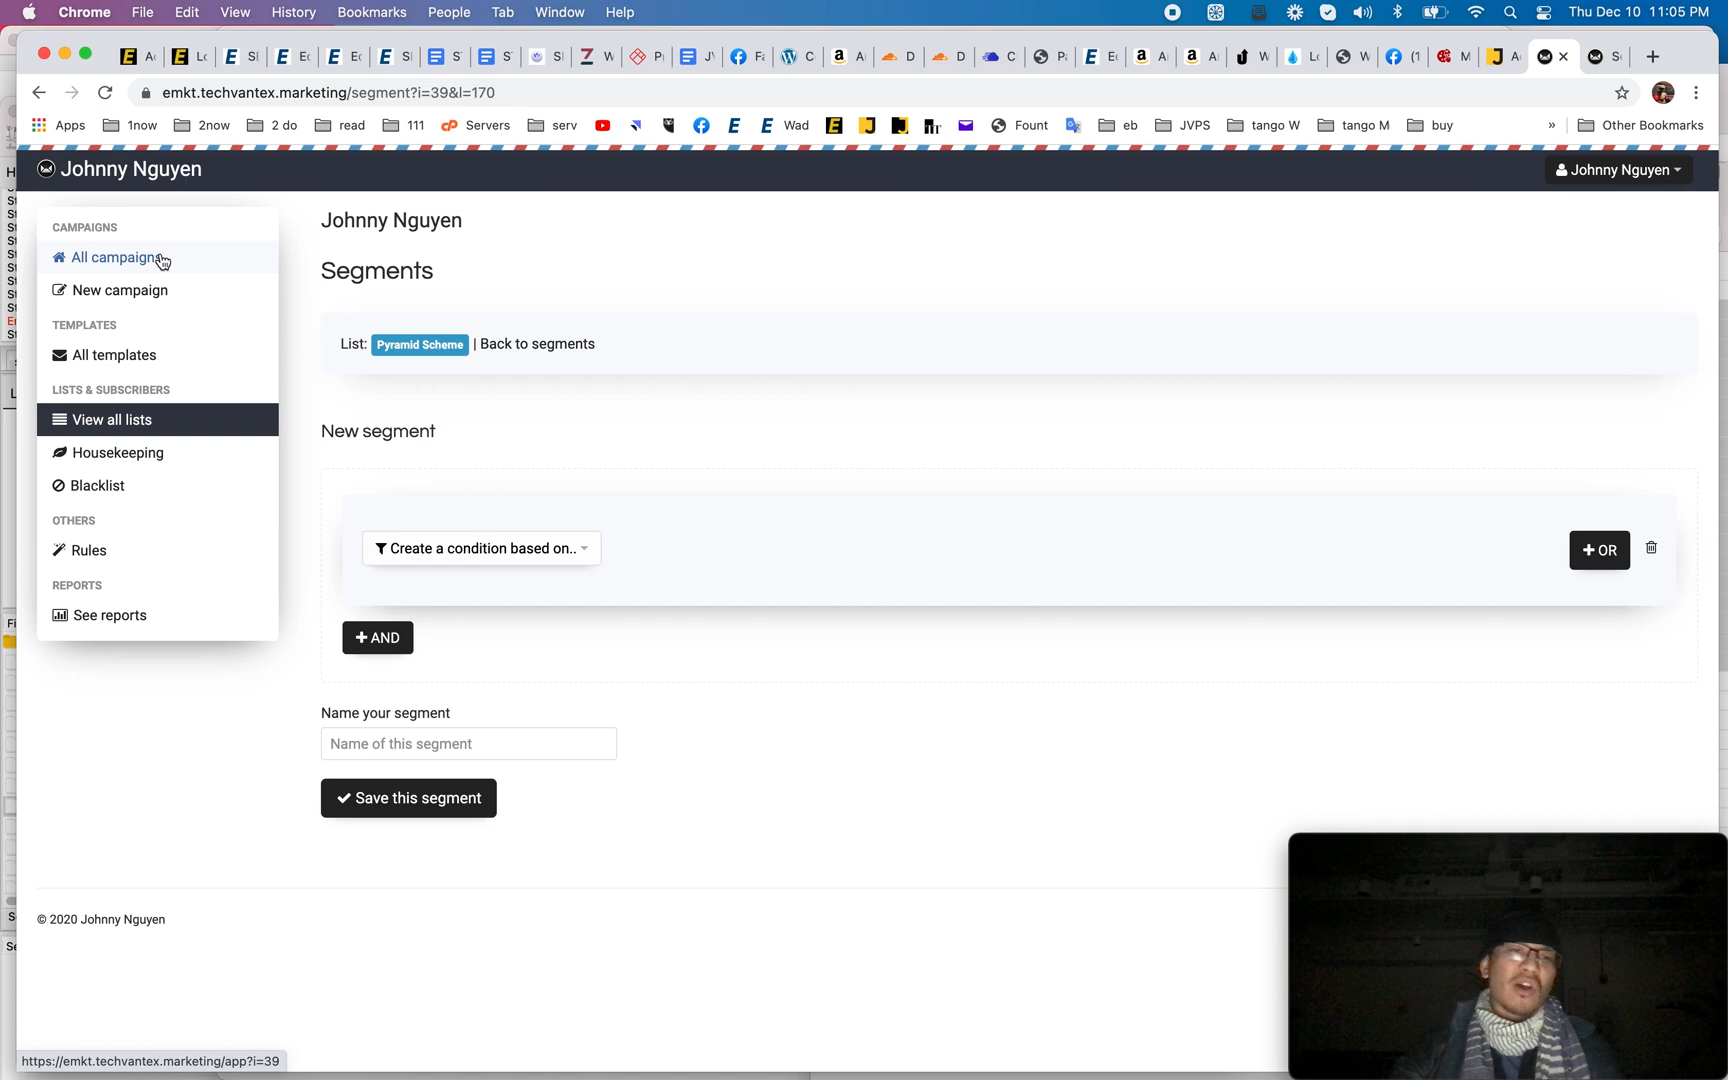 Chrome File Edit View History Bookmarks People Tab Window Help Thu Dec 10 11:05 PM
emkt.techvantex.marketing/segment?i=39&l=170
Apps 1now 2now 2 do read 111 Servers serv Wad Fount eb JVPS tango W tango M buy » Other Bookmarks
Johnny Nguyen Johnny Nguyen
CAMPAIGNS
All campaigns
New campaign
TEMPLATES
All templates
LISTS & SUBSCRIBERS
View all lists
Housekeeping
Blacklist
OTHERS
Rules
REPORTS
See reports
Johnny Nguyen
Segments
List: Pyramid Scheme | Back to segments
New segment
Create a condition based on..
+ OR
+ AND
Name your segment
Name of this segment
Save this segment
© 2020 Johnny Nguyen
https://emkt.techvantex.marketing/app?i=39